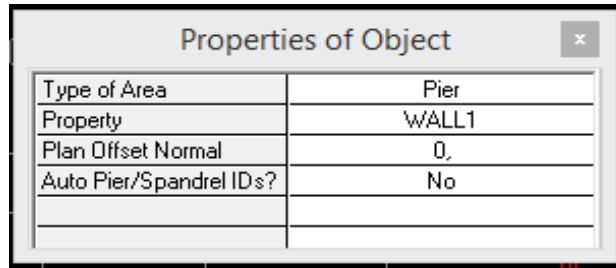 Properties of Object
x
Type of Area Pier
Property WALL1
Plan Offset Normal 0,
Auto Pier/Spandrel IDs? No